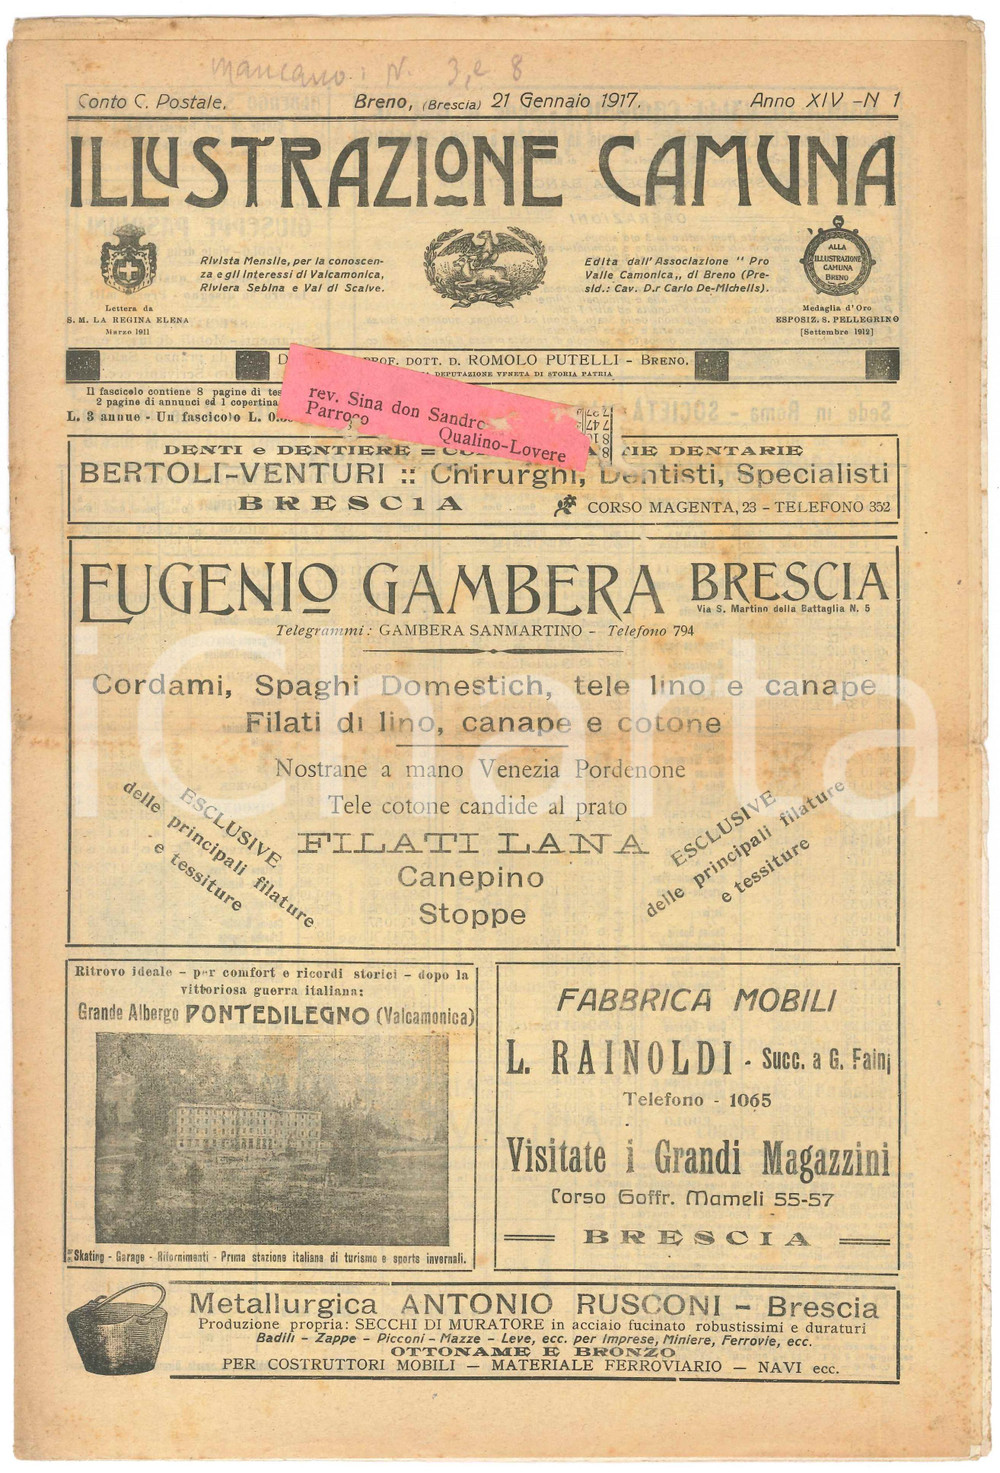 mancano: N. 3, e 8
Conto C. Postale. Breno, (Brescia) 21 Gennaio 1917. Anno XIV - N 1
ILLUSTRAZIONE CAMUNA
Rivista Mensile, per la conoscen-
za e gli interessi di Valcamonica,
Riviera Sebina e Val di Scalve.
Edita dall'Associazione " Pro
Valle Camonica,, di Breno (Pre-
sid.: Cav. D.r Carlo De-Michelis).
ALLA
ILLUSTRAZIONE
CAMUNA
BRENO
Lettera da
S. M. LA REGINA ELENA
Marzo 1911
Medaglia d'Oro
ESPOSIZ. S. PELLEGRINO
[Settembre 1912]
PROF. DOTT. D. ROMOLO PUTELLI - BRENO.
DEPUTAZIONE VENETA DI STORIA PATRIA
Il fascicolo contiene 8 pagine di
2 pagine di annunci ed 1 copertina
L. 3 annue - Un fascicolo L.
rev. Sina don Sandro
Parroco
Qualino-Lovere
DENTI e DENTIERE = DENTARIE
BERTOLI-VENTURI :: Chirurghi, Dentisti, Specialisti
BRESCIA CORSO MAGENTA, 23 - TELEFONO 352
EUGENIO GAMBERA BRESCIA
Via S. Martino della Battaglia N. 5
Telegrammi: GAMBERA SANMARTINO - Telefono 794
Cordami, Spaghi Domestich, tele lino e canape
Filati di lino, canape e cotone
Nostrane a mano Venezia Pordenone
Tele cotone candide al prato
FILATI LANA
Canepino
Stoppe
ESCLUSIVE
delle principali filature
e tessiture
ESCLUSIVE
delle principali filature
e tessiture
iCharta
Ritrovo ideale - per comfort e ricordi storici - dopo la
vittoriosa guerra italiana:
Grande Albergo PONTEDILEGNO (Valcamonica)
Skating - Garage - Rifornimenti - Prima stazione italiana di turismo e sports invernali.
FABBRICA MOBILI
L. RAINOLDI - Succ. a G. Faini
Telefono - 1065
Visitate i Grandi Magazzini
Corso Goffr. Mameli 55-57
BRESCIA
Metallurgica ANTONIO RUSCONI - Brescia
Produzione propria: SECCHI DI MURATORE in acciaio fucinato robustissimi e duraturi
Badili - Zappe - Picconi - Mazze - Leve, ecc. per Imprese, Miniere, Ferrovie, ecc.
OTTONAME E BRONZO
PER COSTRUTTORI MOBILI — MATERIALE FERROVIARIO — NAVI ecc.